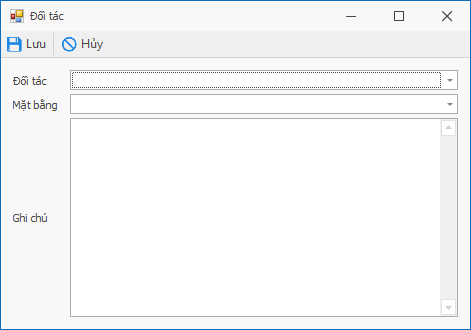 Đối tác
Lưu Hủy
Đối tác
Mặt bằng
Ghi chú